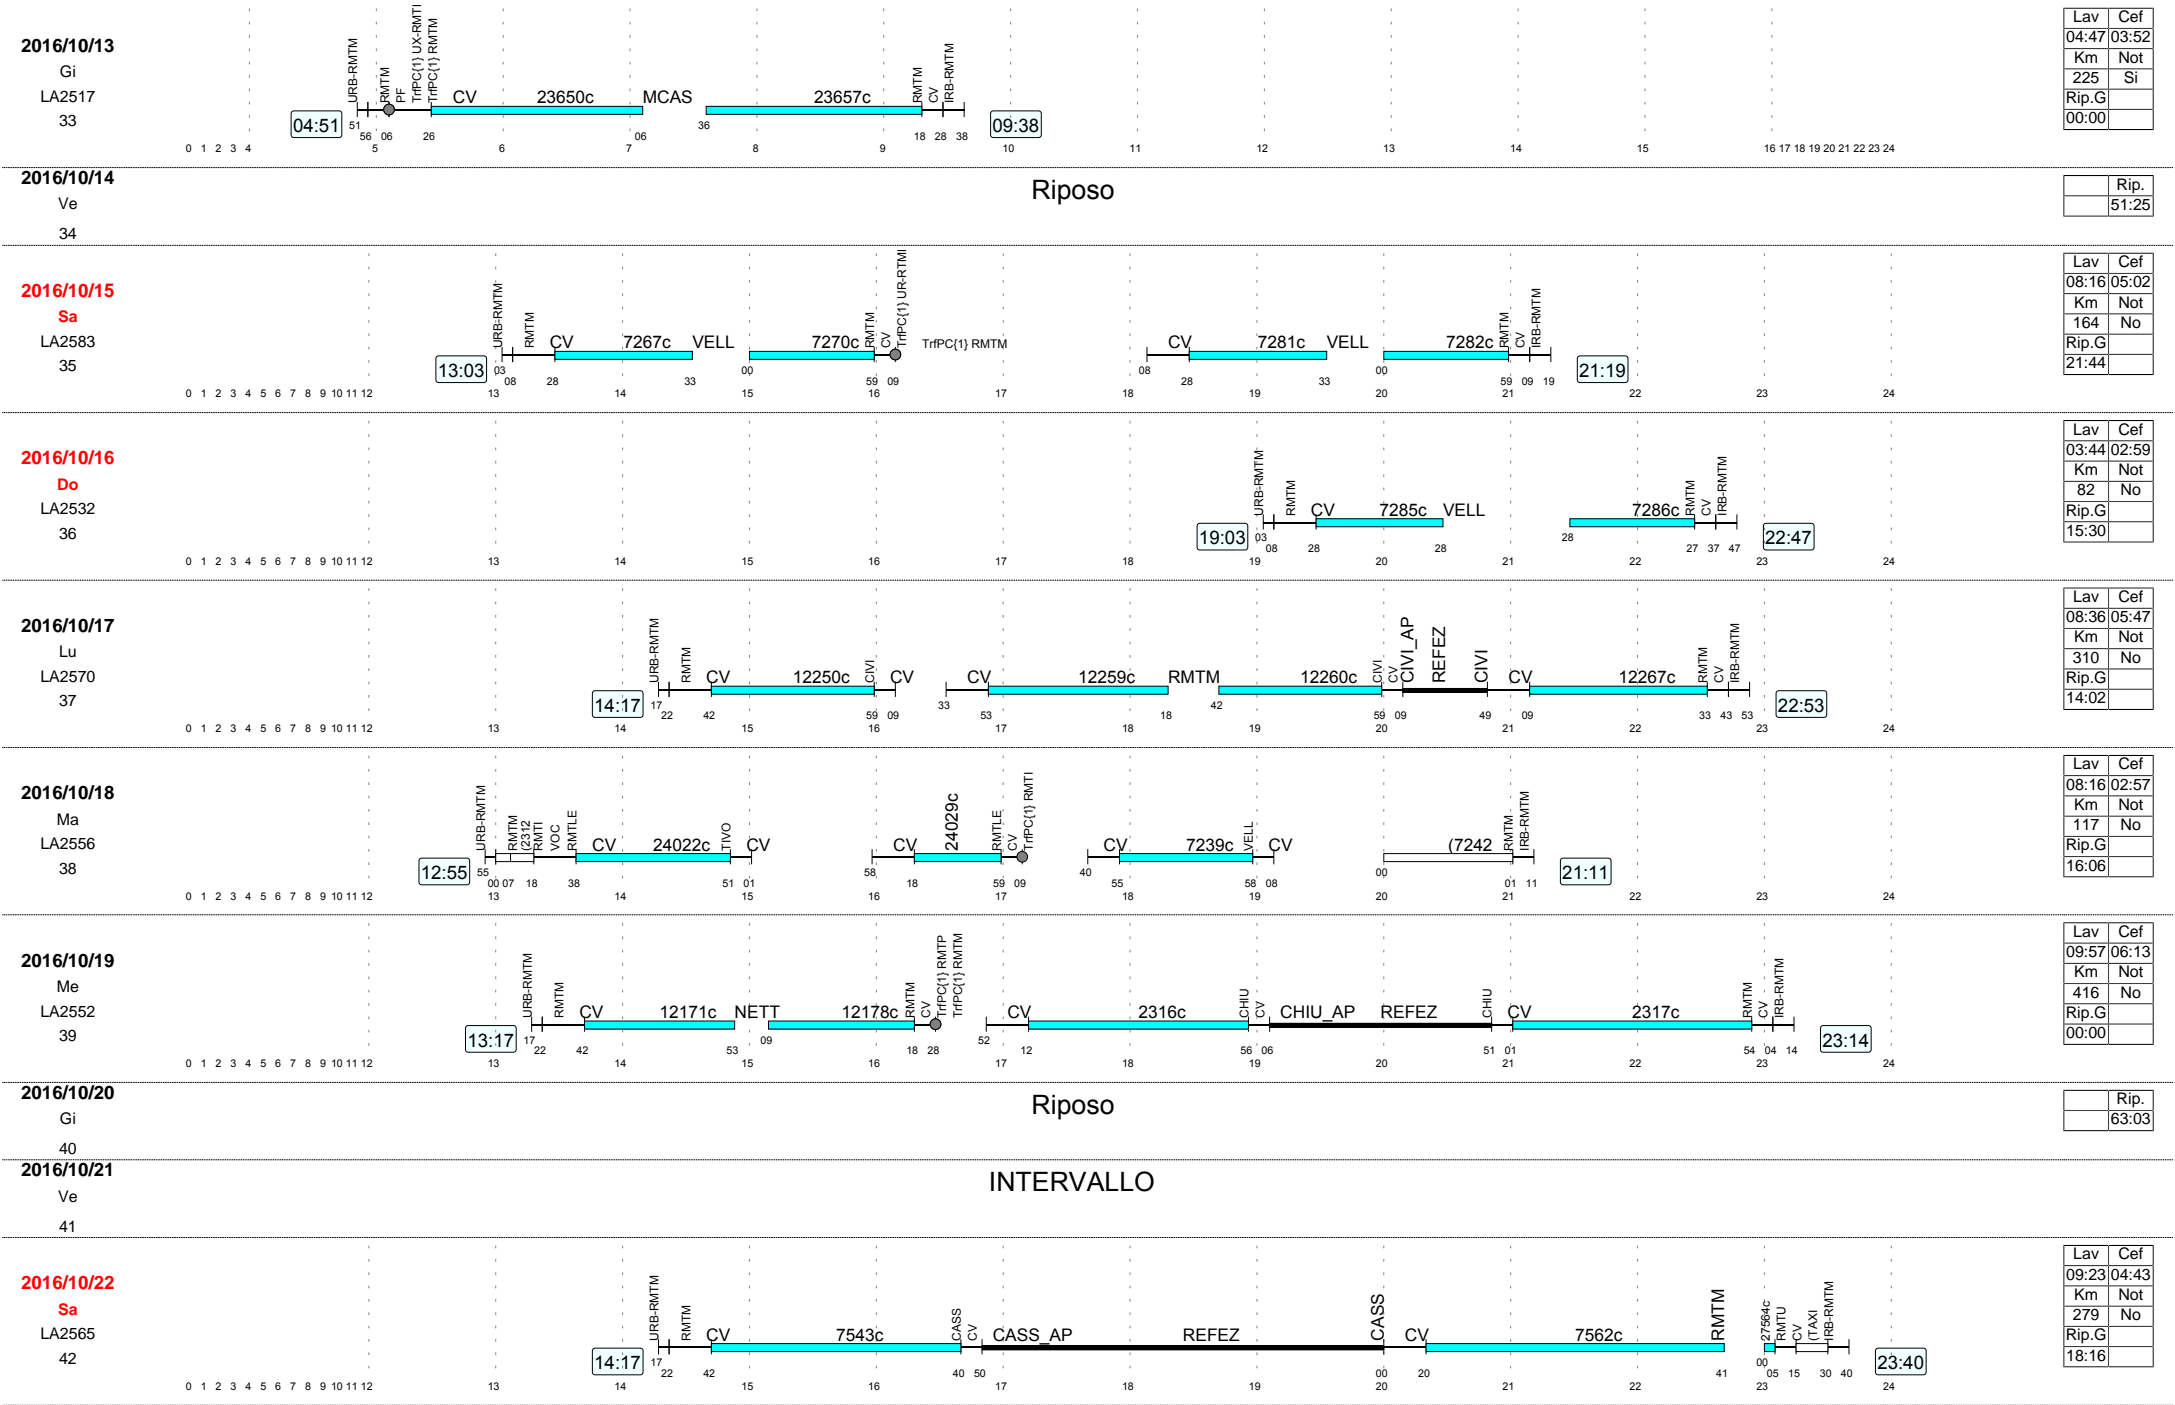 2016/10/13
Gi
LA2517
33
04:51
URB-RMTM
RMTM
PF
TrfPC{1} UX-RMTI
TrfPC{1} RMTM
CV 23650c MCAS 23657c
RMTM
CV
IRB-RMTM
09:38
51 56 06 26 06 36 18 28 38
0 1 2 3 4 5 6 7 8 9 10 11 12 13 14 15 16 17 18 19 20 21 22 23 24
Lav Cef
04:47 03:52
Km Not
225 Si
Rip.G
00:00
2016/10/14
Ve
34
Riposo
Rip.
51:25
2016/10/15
Sa
LA2583
35
13:03
URB-RMTM
RMTM
CV 7267c VELL 7270c
RMTM
CV
TrfPC{1} UR-RTMI
TrfPC{1} RMTM
CV 7281c VELL 7282c
RMTM
CV
IRB-RMTM
21:19
03 08 28 33 00 59 09 08 28 33 00 59 09 19
0 1 2 3 4 5 6 7 8 9 10 11 12 13 14 15 16 17 18 19 20 21 22 23 24
Lav Cef
08:16 05:02
Km Not
164 No
Rip.G
21:44
2016/10/16
Do
LA2532
36
19:03
URB-RMTM
RMTM
CV 7285c VELL 7286c
RMTM
CV
IRB-RMTM
22:47
03 08 28 28 28 27 37 47
0 1 2 3 4 5 6 7 8 9 10 11 12 13 14 15 16 17 18 19 20 21 22 23 24
Lav Cef
03:44 02:59
Km Not
82 No
Rip.G
15:30
2016/10/17
Lu
LA2570
37
14:17
URB-RMTM
RMTM
CV 12250c CIVI CV
CV 12259c RMTM 12260c
CIVI
CV
CIVI_AP
REFEZ
CIVI
CV 12267c
RMTM
CV
IRB-RMTM
22:53
17 22 42 59 09 33 53 18 42 59 09 49 09 33 43 53
0 1 2 3 4 5 6 7 8 9 10 11 12 13 14 15 16 17 18 19 20 21 22 23 24
Lav Cef
08:36 05:47
Km Not
310 No
Rip.G
14:02
2016/10/18
Ma
LA2556
38
12:55
URB-RMTM
RMTM
(2312
RMTI
VOC
RMTLE
CV 24022c TIVO CV
CV 24029c
RMTLE
CV
TrfPC{1} RMTI
CV 7239c VELL CV
(7242
RMTM
IRB-RMTM
21:11
55 00 07 18 38 51 01 58 18 59 09 40 55 58 08 00 01 11
0 1 2 3 4 5 6 7 8 9 10 11 12 13 14 15 16 17 18 19 20 21 22 23 24
Lav Cef
08:16 02:57
Km Not
117 No
Rip.G
16:06
2016/10/19
Me
LA2552
39
13:17
URB-RMTM
RMTM
CV 12171c NETT 12178c
RMTM
CV
TrfPC{1} RMTP
TrfPC{1} RMTM
CV 2316c
CHIU
CV
CHIU_AP REFEZ
CHIU
CV 2317c
RMTM
CV
IRB-RMTM
23:14
17 22 42 53 09 18 28 52 12 56 06 51 01 54 04 14
0 1 2 3 4 5 6 7 8 9 10 11 12 13 14 15 16 17 18 19 20 21 22 23 24
Lav Cef
09:57 06:13
Km Not
416 No
Rip.G
00:00
2016/10/20
Gi
40
Riposo
Rip.
63:03
2016/10/21
Ve
41
INTERVALLO
2016/10/22
Sa
LA2565
42
14:17
URB-RMTM
RMTM
CV 7543c
CASS
CV
CASS_AP REFEZ
CASS
CV 7562c
RMTM
27564c
RMTU
CV
(TAXI
IRB-RMTM
23:40
17 22 42 40 50 00 20 41 00 05 15 30 40
0 1 2 3 4 5 6 7 8 9 10 11 12 13 14 15 16 17 18 19 20 21 22 23 24
Lav Cef
09:23 04:43
Km Not
279 No
Rip.G
18:16